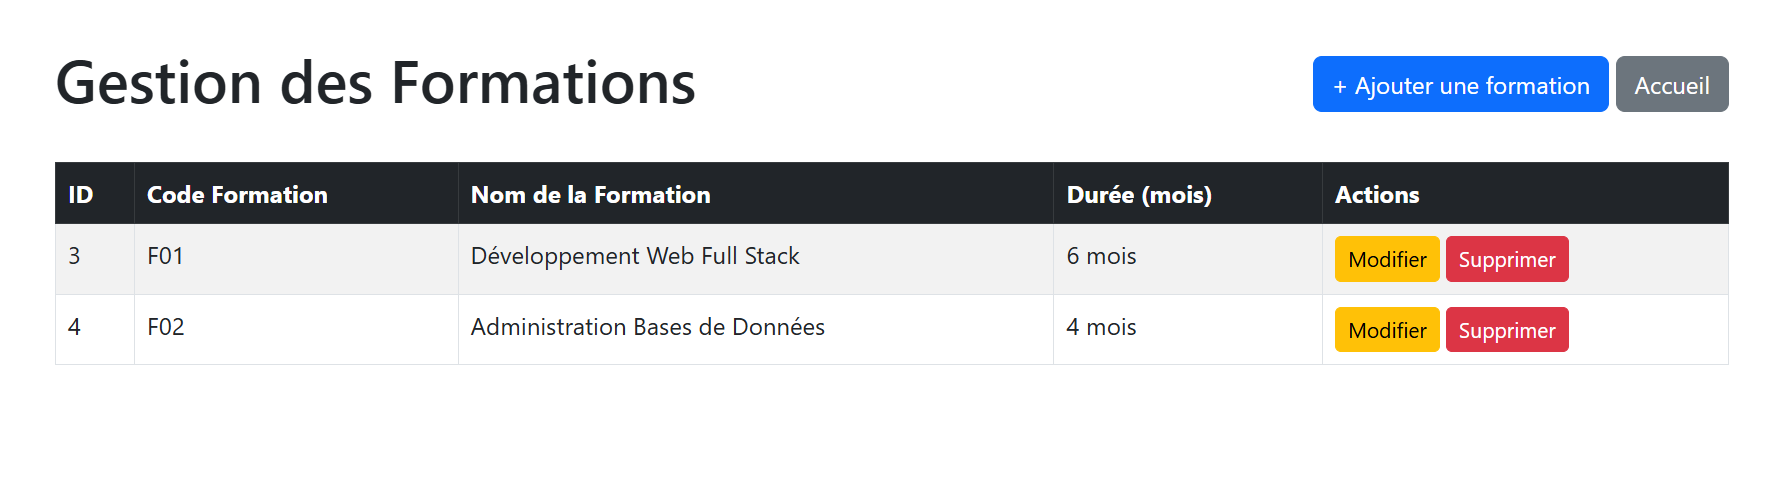 Gestion des Formations
+ Ajouter une formation Accueil
ID Code Formation Nom de la Formation Durée (mois) Actions
3 F01 Développement Web Full Stack 6 mois Modifier Supprimer
4 F02 Administration Bases de Données 4 mois Modifier Supprimer